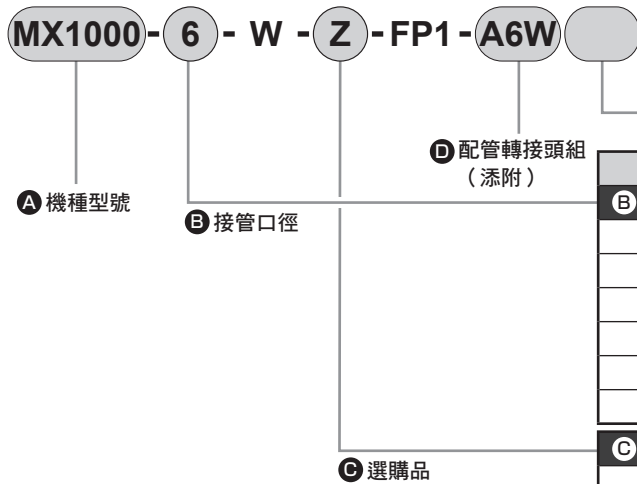 MX1000 - 6 - W - Z - FP1 - A6W
D 配管轉接頭組
（添附）
A 機種型號
B
B 接管口徑
C
C 選購品